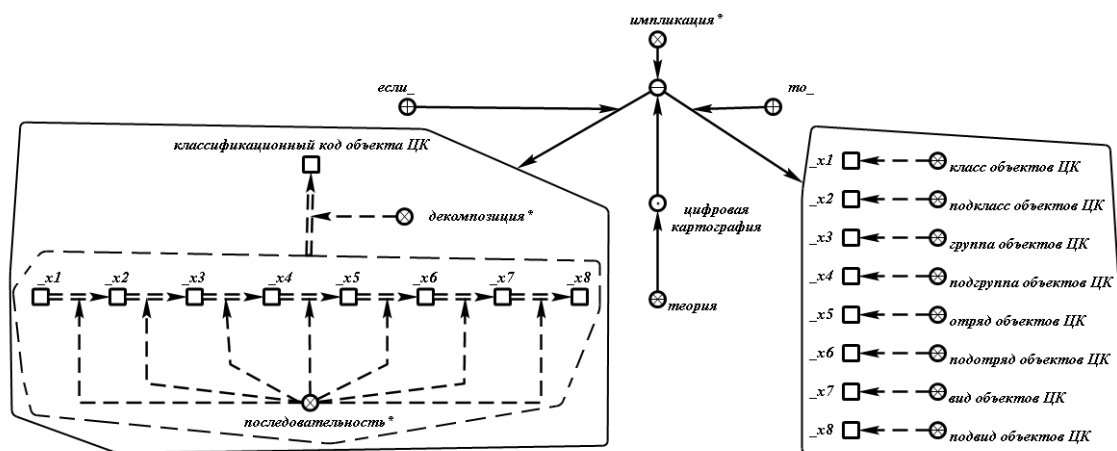 импликация*
если_
то_
классификационный код объекта ЦК
декомпозиция*
_x1 _x2 _x3 _x4 _x5 _x6 _x7 _x8
последовательность*
цифровая
картография
теория
_x1 класс объектов ЦК
_x2 подкласс объектов ЦК
_x3 группа объектов ЦК
_x4 подгруппа объектов ЦК
_x5 отряд объектов ЦК
_x6 подотряд объектов ЦК
_x7 вид объектов ЦК
_x8 подвид объектов ЦК